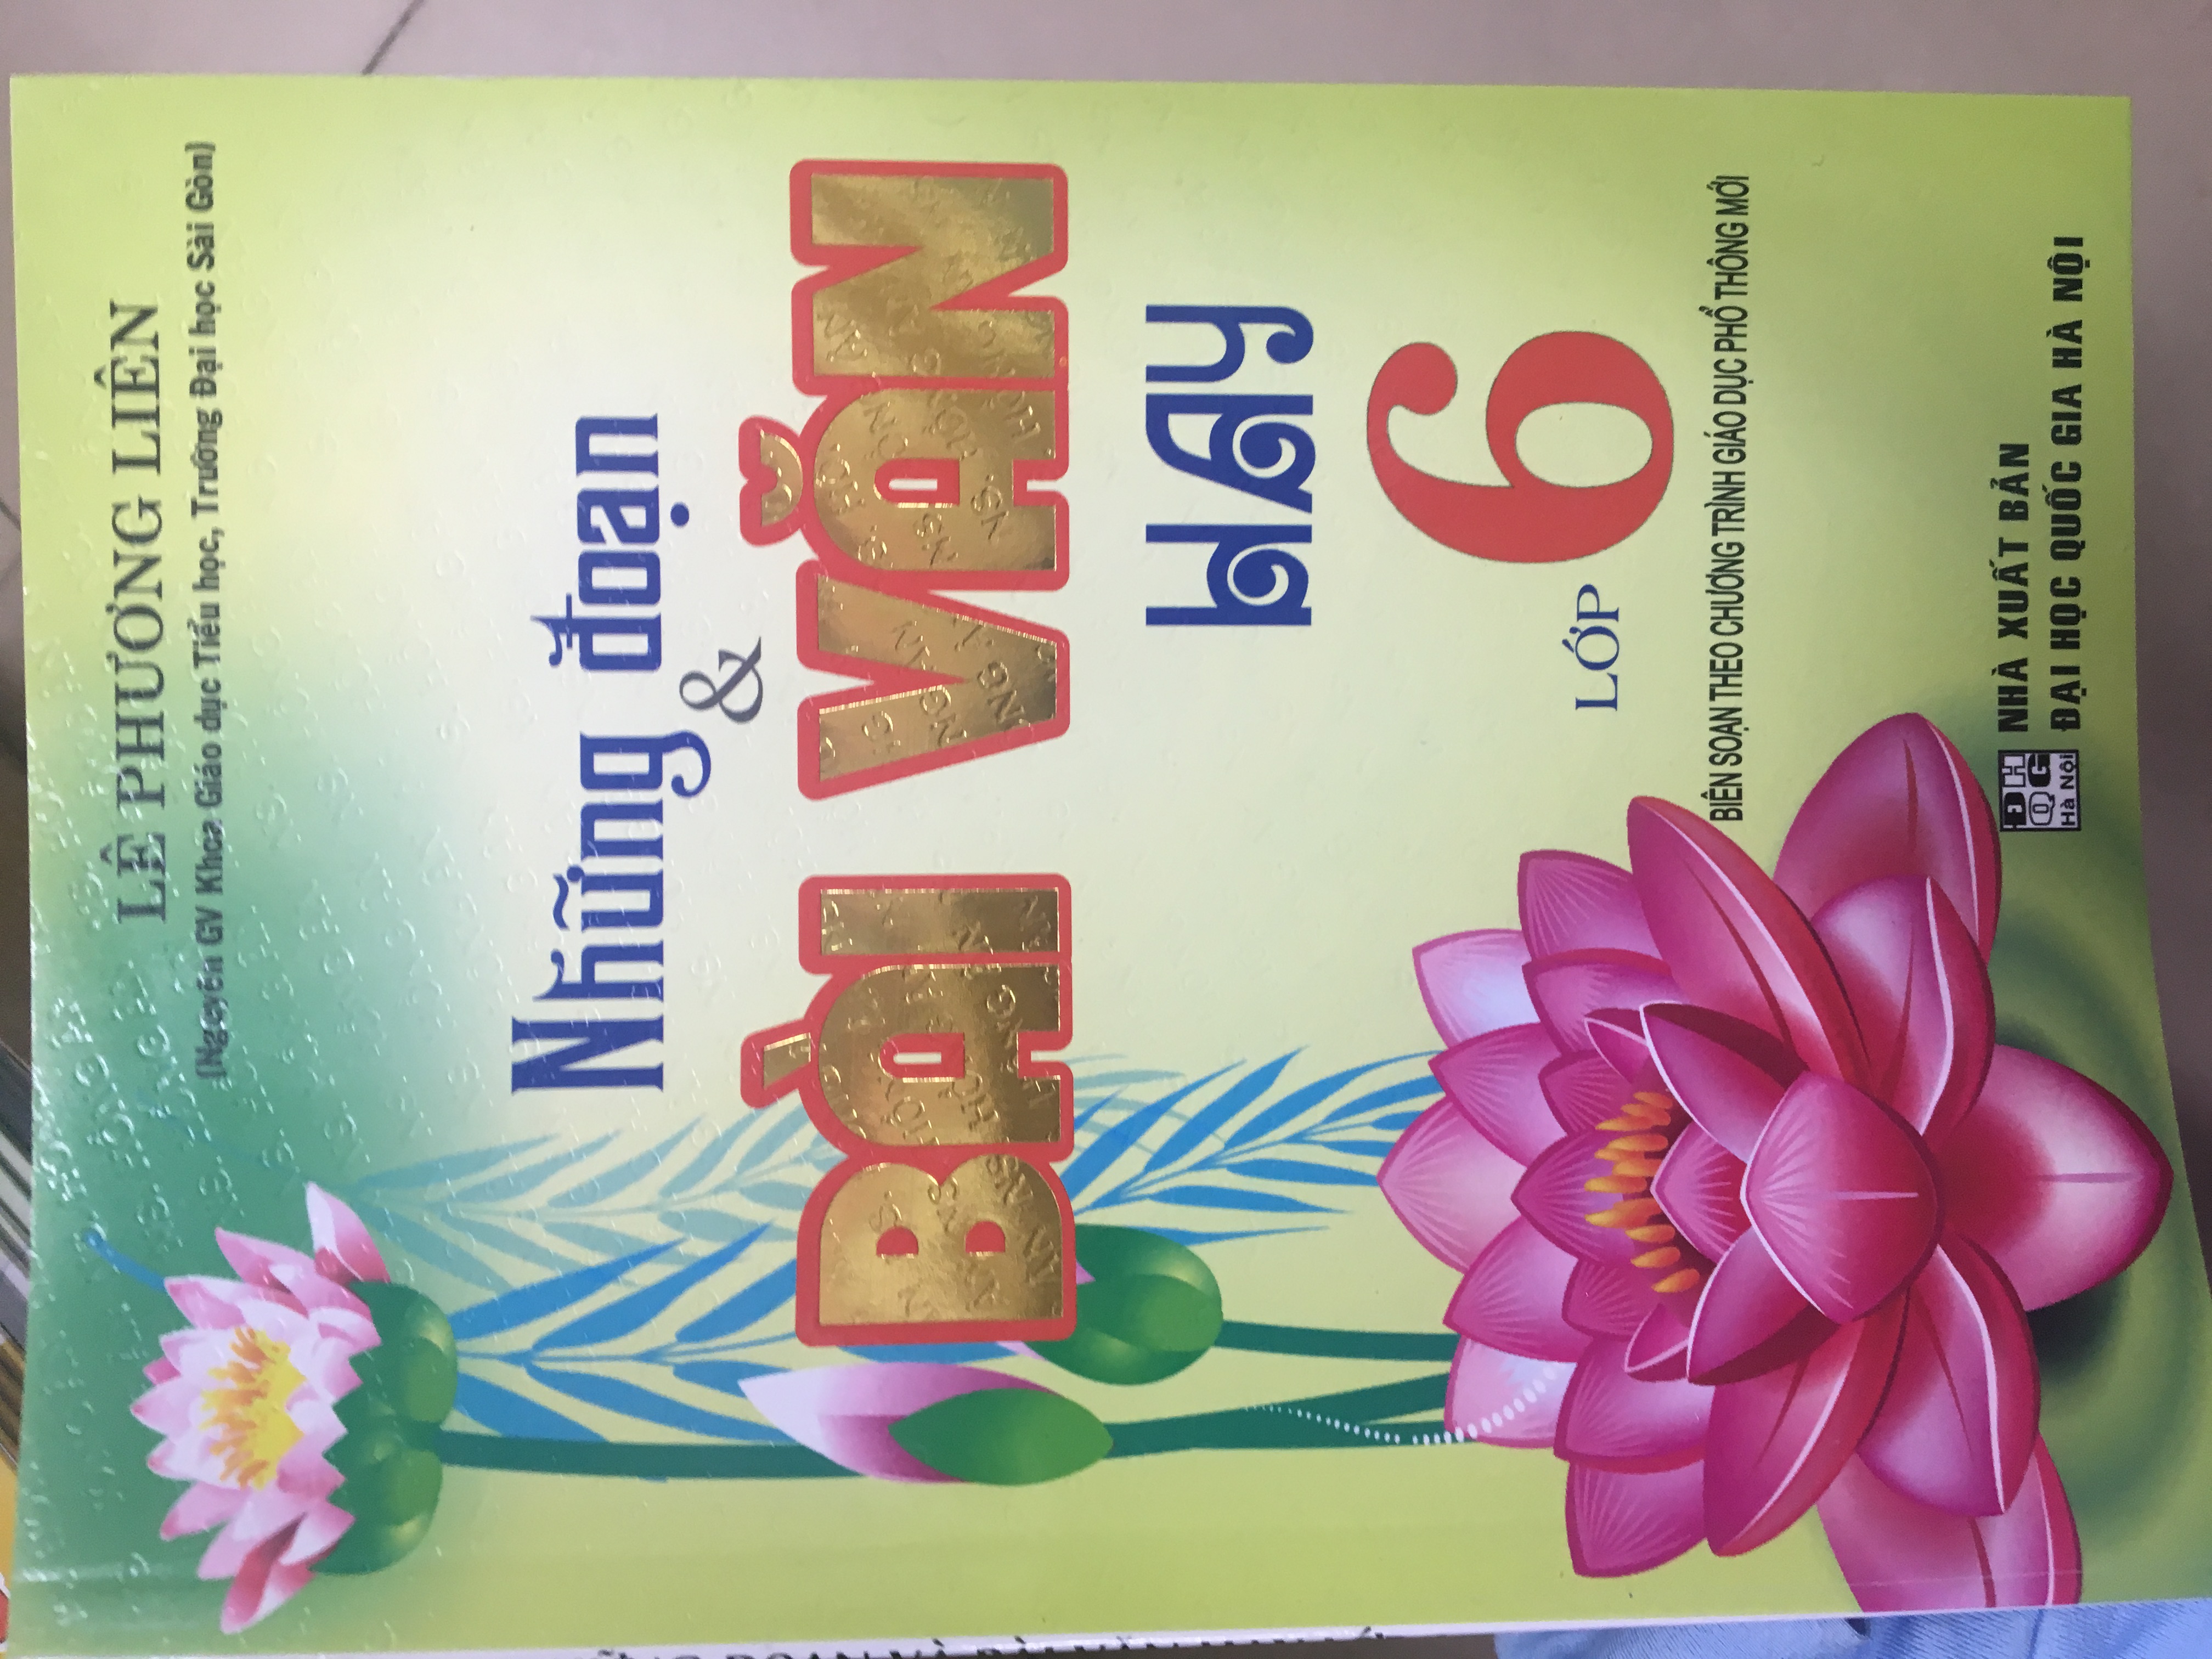 LÊ PHƯƠNG LIÊN
(Nguyên GV Khoa Giáo dục Tiểu học, Trường Đại học Sài Gòn)
Những đoạn
&
BÀI VĂN
HAY
LỚP 6
BIÊN SOẠN THEO CHƯƠNG TRÌNH GIÁO DỤC PHỔ THÔNG MỚI
ĐH
QG
Hà Nội
NHÀ XUẤT BẢN
ĐẠI HỌC QUỐC GIA HÀ NỘI